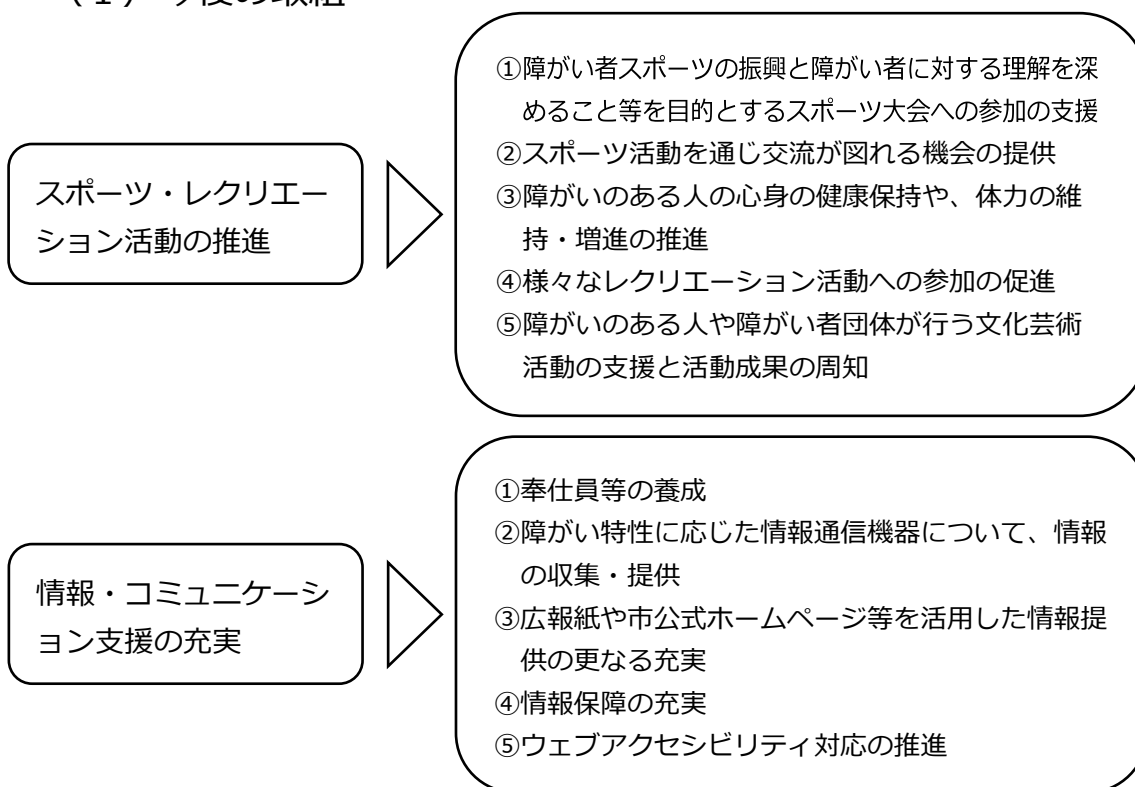 (1) 今後の取組
スポーツ・レクリエー
ション活動の推進
①障がい者スポーツの振興と障がい者に対する理解を深
めること等を目的とするスポーツ大会への参加の支援
②スポーツ活動を通じ交流が図れる機会の提供
③障がいのある人の心身の健康保持や、体力の維
持・増進の推進
④様々なレクリエーション活動への参加の促進
⑤障がいのある人や障がい者団体が行う文化芸術
活動の支援と活動成果の周知
情報・コミュニケーシ
ョン支援の充実
①奉仕員等の養成
②障がい特性に応じた情報通信機器について、情報
の収集・提供
③広報紙や市公式ホームページ等を活用した情報提
供の更なる充実
④情報保障の充実
⑤ウェブアクセシビリティ対応の推進